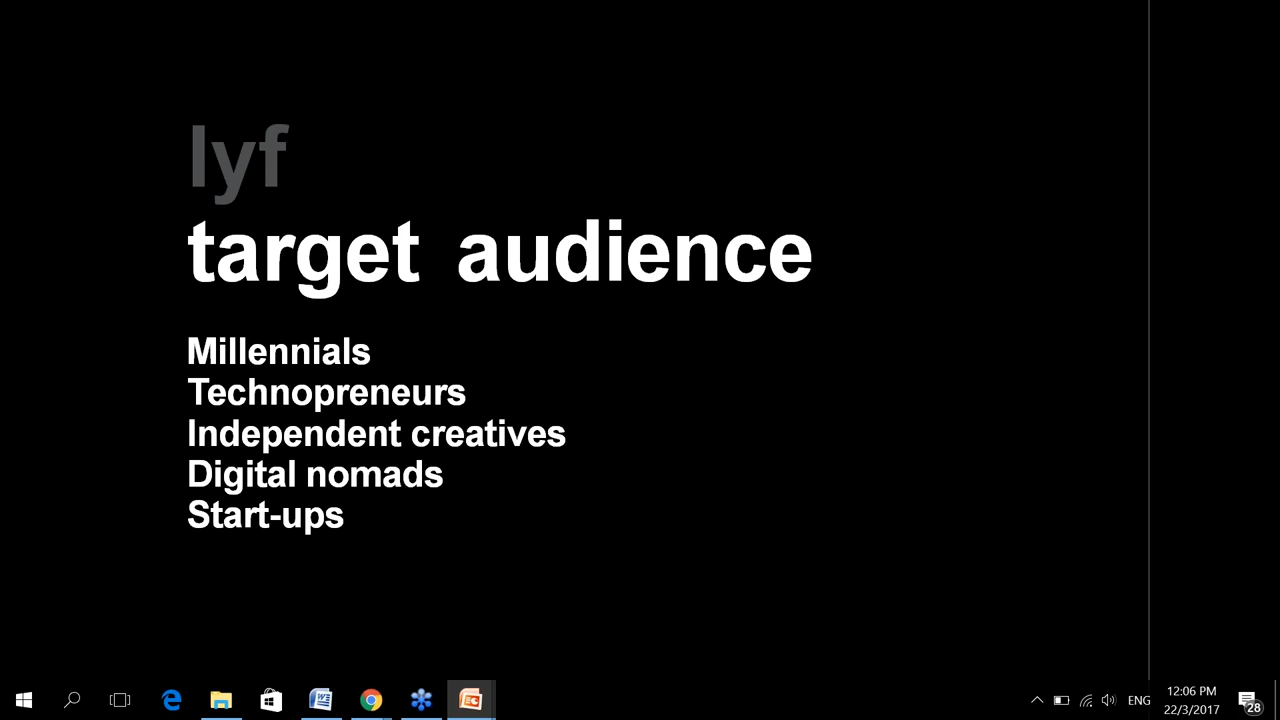 lyf
target audience
Millennials
Technopreneurs
Independent creatives
Digital nomads
Start-ups
ENG
12:06 PM
22/3/2017
28